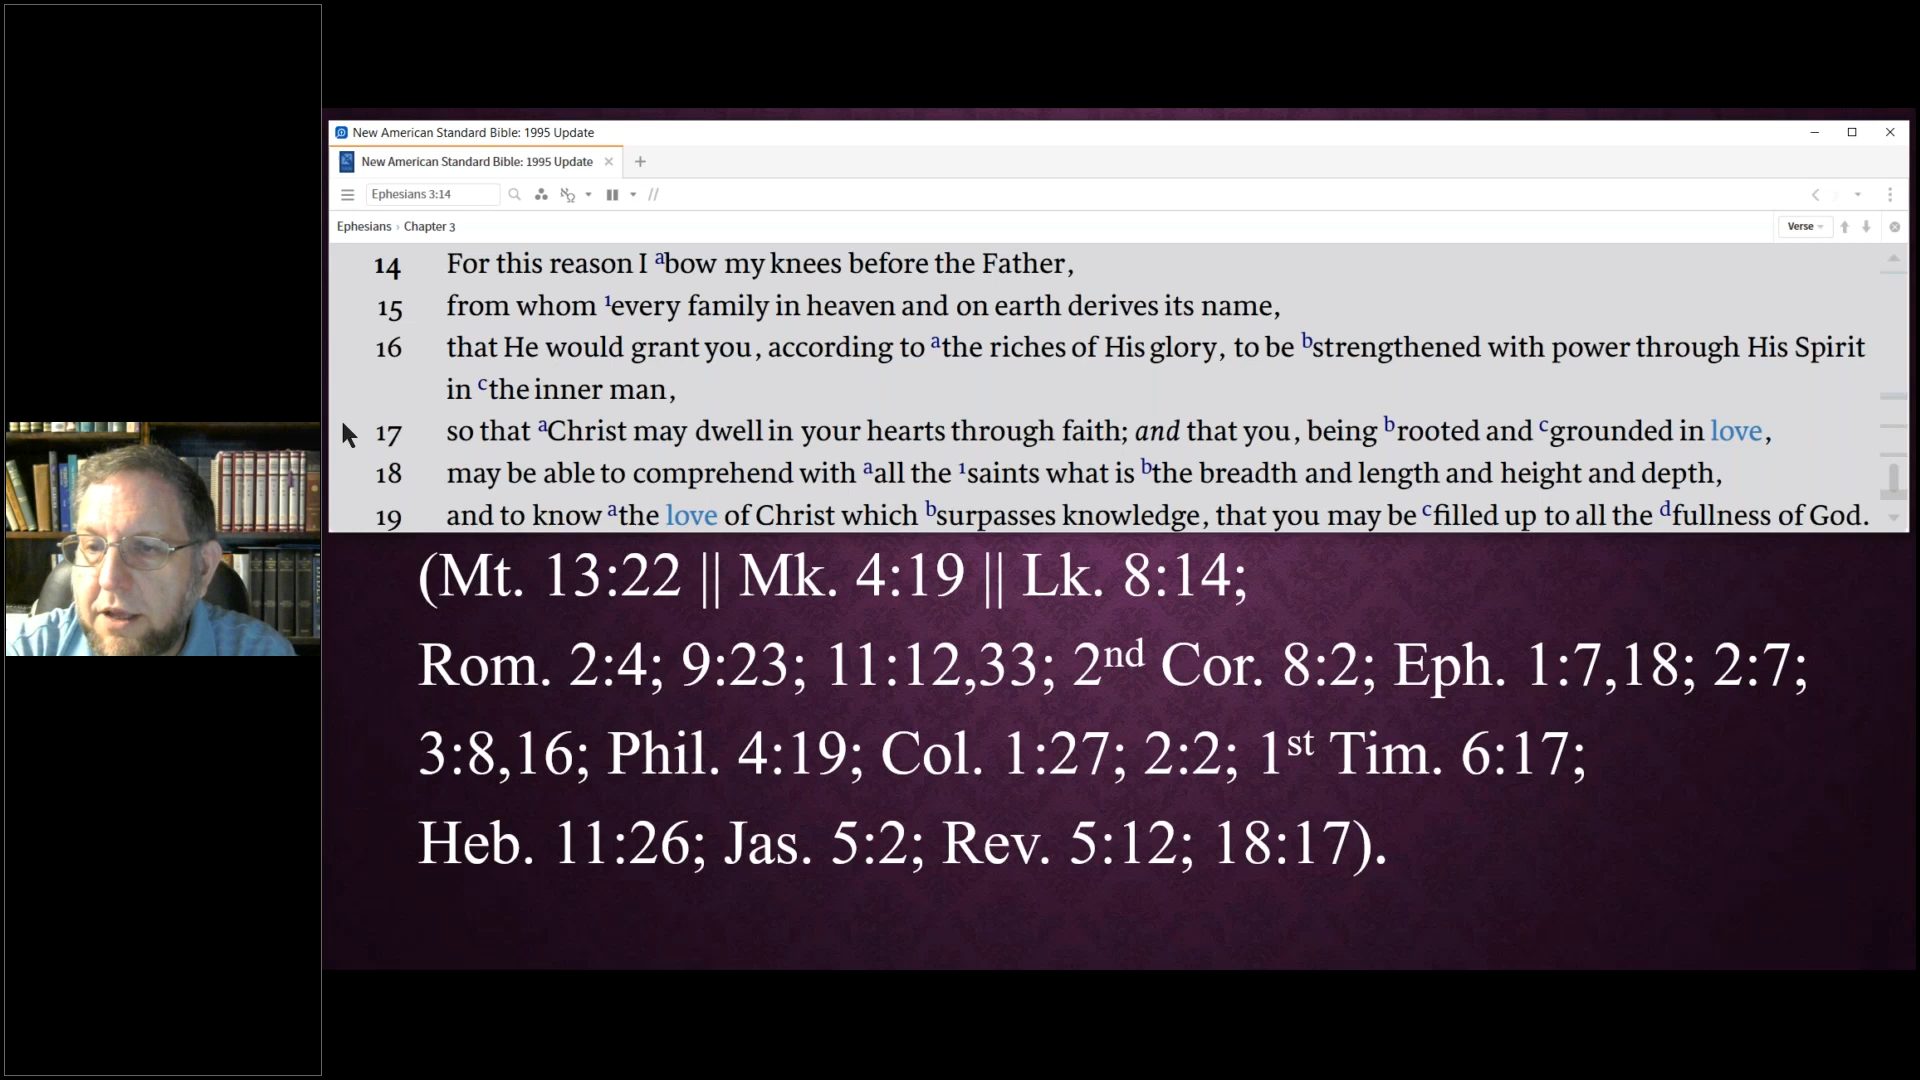 New American Standard Bible: 1995 Update
New American Standard Bible: 1995 Update
Ephesians 3:14
Ephesians › Chapter 3
Verse
14 For this reason I ᵃbow my knees before the Father,
15 from whom ¹every family in heaven and on earth derives its name,
16 that He would grant you, according to ᵃthe riches of His glory, to be ᵇstrengthened with power through His Spirit
in ᶜthe inner man,
17 so that ᵃChrist may dwell in your hearts through faith; and that you, being ᵇrooted and ᶜgrounded in love,
18 may be able to comprehend with ᵃall the ¹saints what is ᵇthe breadth and length and height and depth,
19 and to know ᵃthe love of Christ which ᵇsurpasses knowledge, that you may be ᶜfilled up to all the ᵈfullness of God.
(Mt. 13:22 || Mk. 4:19 || Lk. 8:14;
Rom. 2:4; 9:23; 11:12,33; 2nd Cor. 8:2; Eph. 1:7,18; 2:7;
3:8,16; Phil. 4:19; Col. 1:27; 2:2; 1st Tim. 6:17;
Heb. 11:26; Jas. 5:2; Rev. 5:12; 18:17).